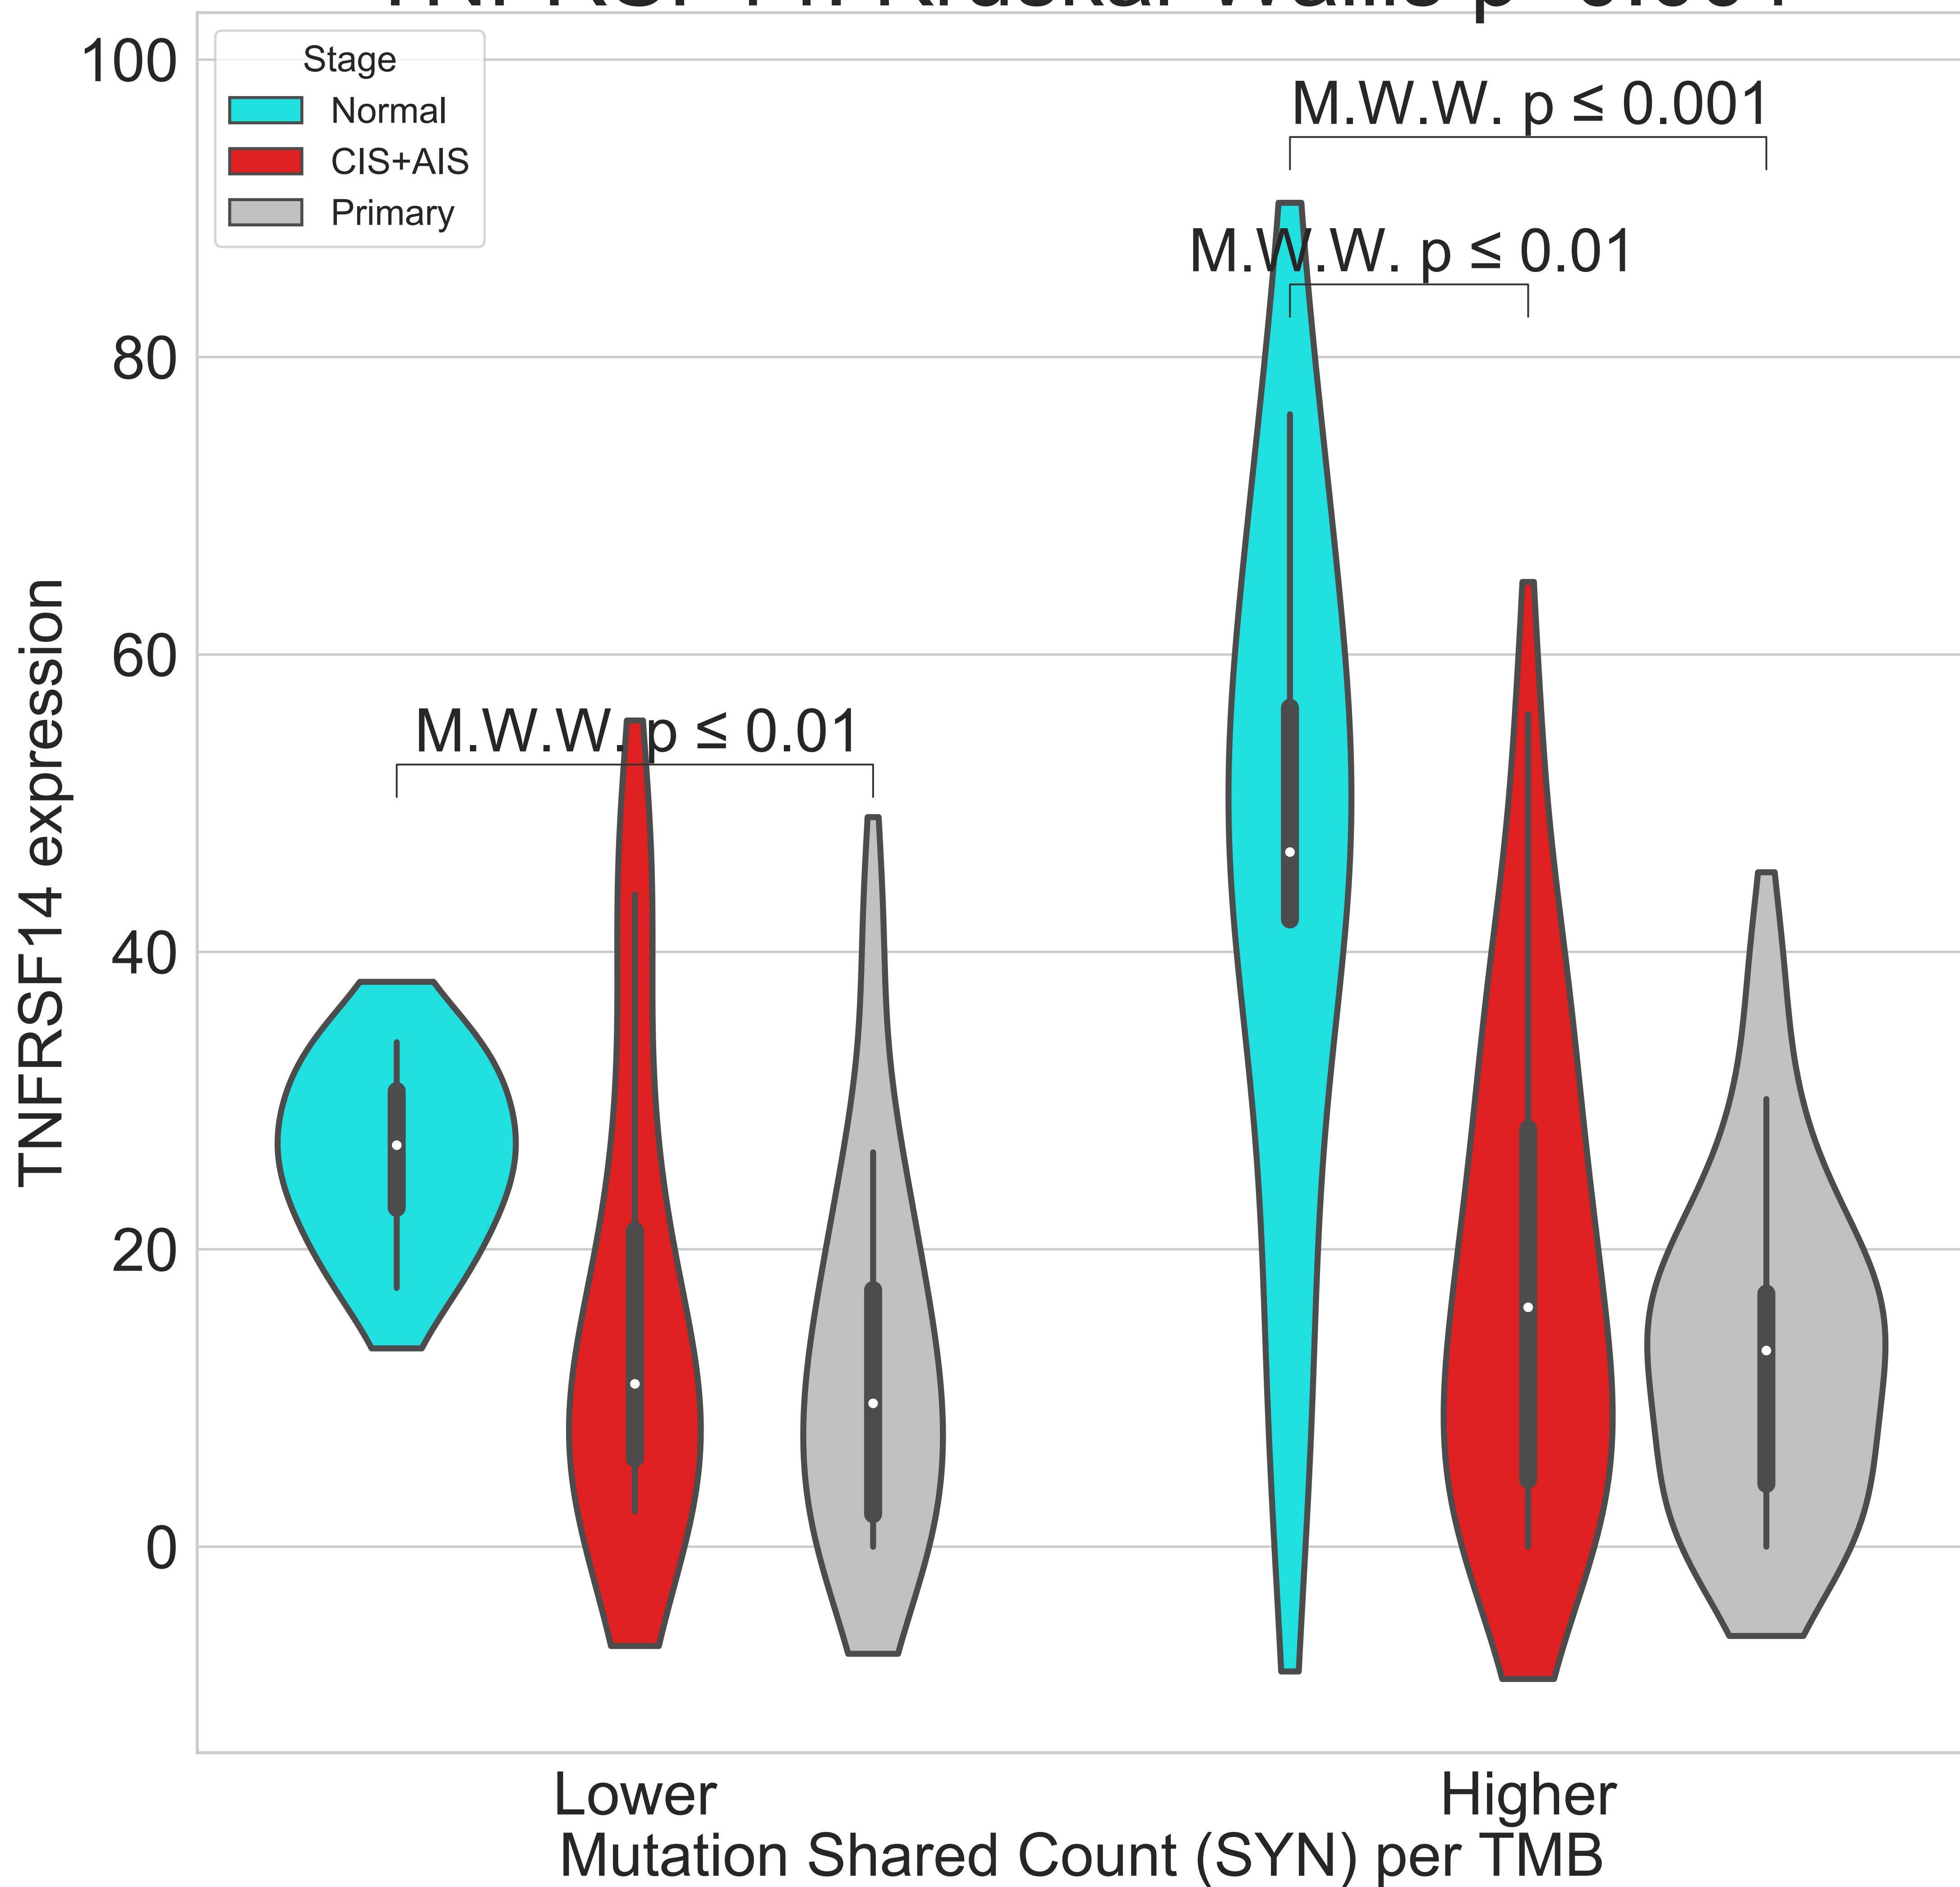 100
80
60
40
20
0
TNFRSF14 expression
Stage
Normal
CIS+AIS
Primary
M.W.W. p ≤ 0.001
M.W.W. p ≤ 0.01
M.W.W. p ≤ 0.01
Lower
Higher
Mutation Shared Count (SYN) per TMB